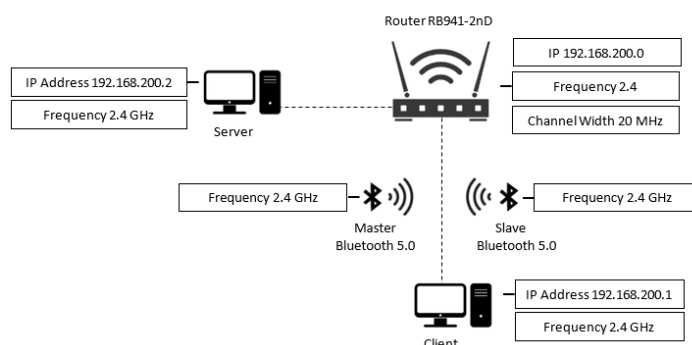 Router RB941-2nD
IP 192.168.200.0
IP Address 192.168.200.2
Frequency 2.4
Frequency 2.4 GHz
Channel Width 20 MHz
Server
Frequency 2.4 GHz
Frequency 2.4 GHz
Master
Bluetooth 5.0
Slave
Bluetooth 5.0
IP Address 192.168.200.1
Frequency 2.4 GHz
Client